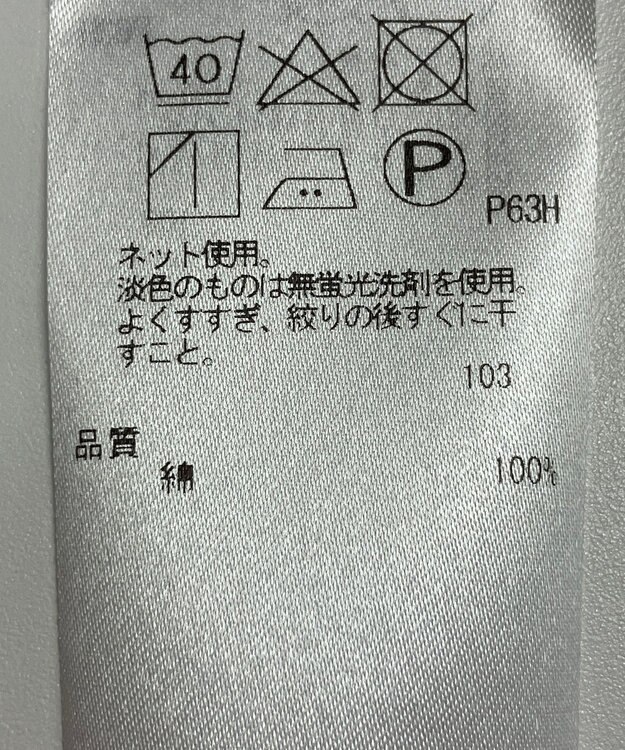 40
P
P63H
ネット使用。
淡色のものは無蛍光洗剤を使用。
よくすすぎ、絞りの後すぐに干
すこと。
103
品質
綿 100%